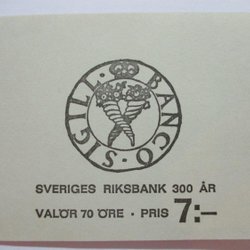 SIGILL · BANCO ·
SVERIGES RIKSBANK 300 ÅR
VALÖR 70 ÖRE · PRIS 7:–